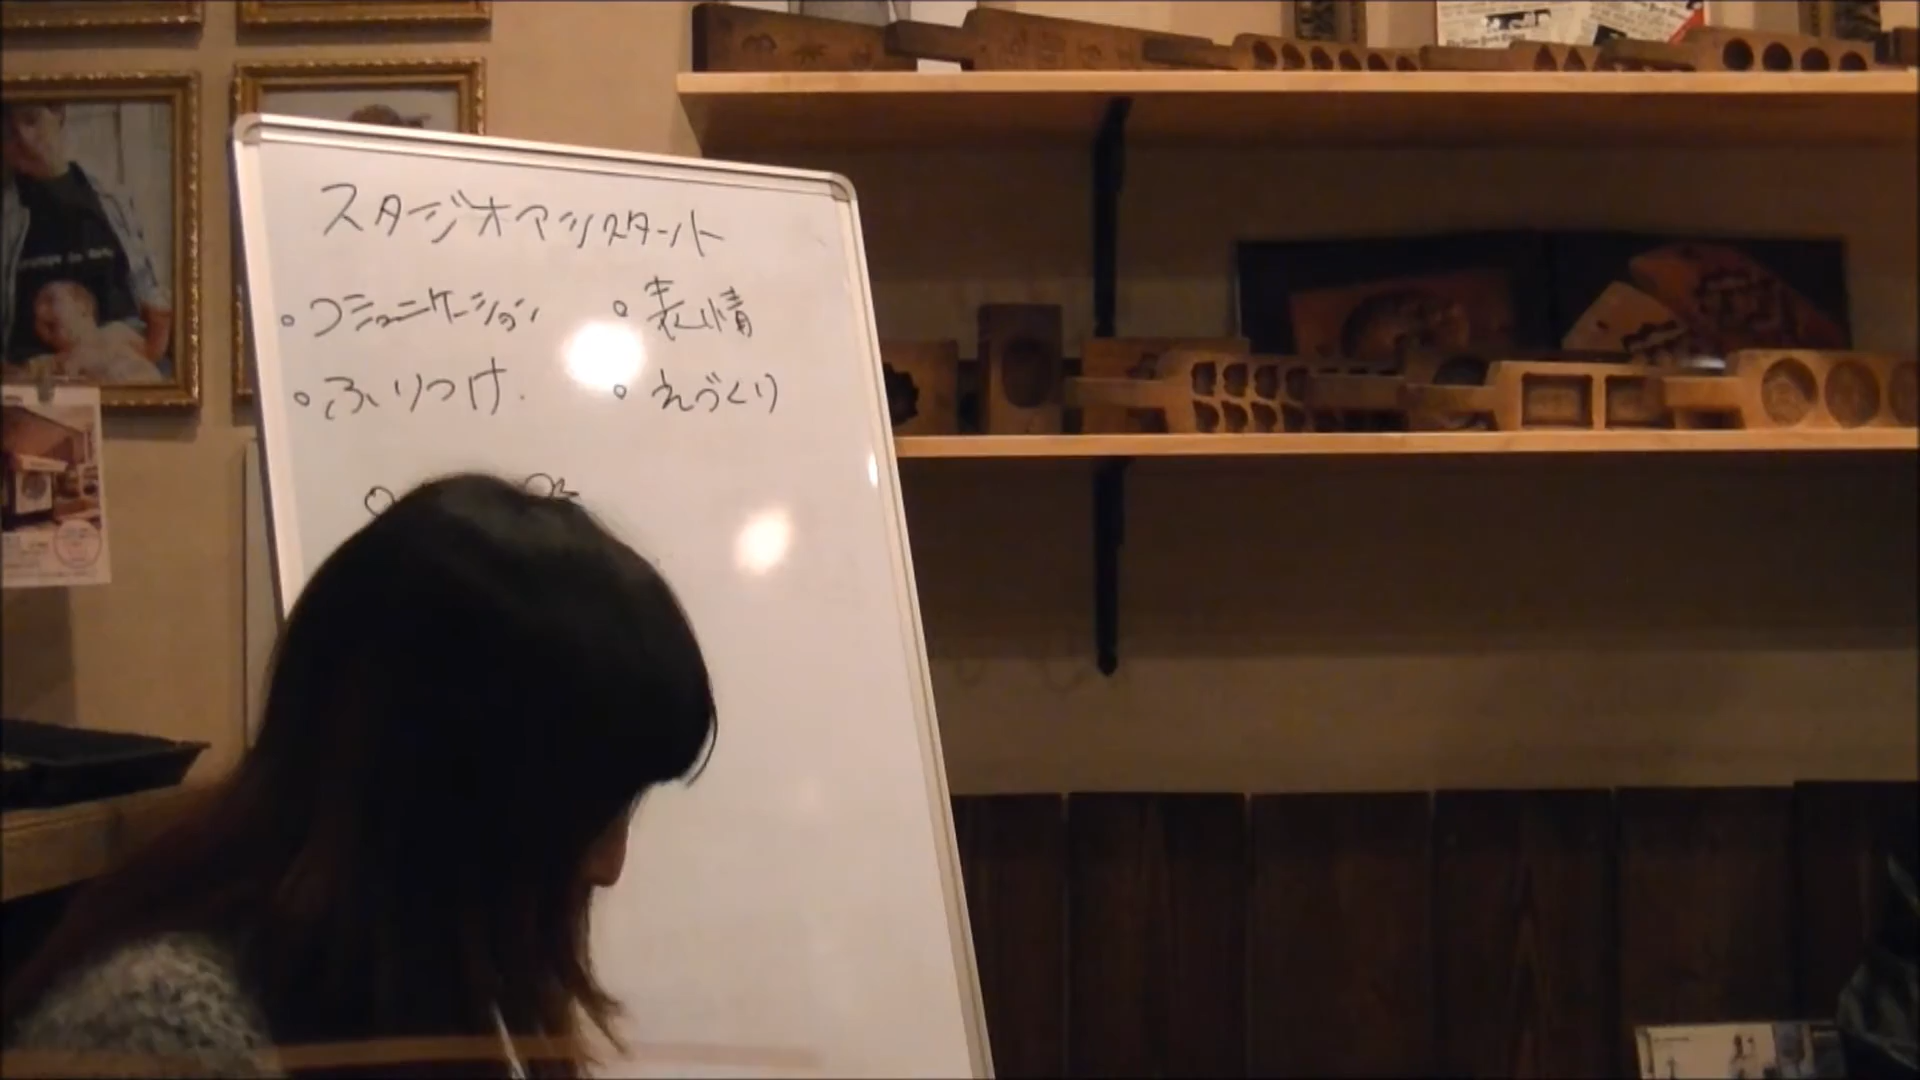 スタジオアシスタント
・コミュニケーション ・表情
・ふりつけ. ・えづくり